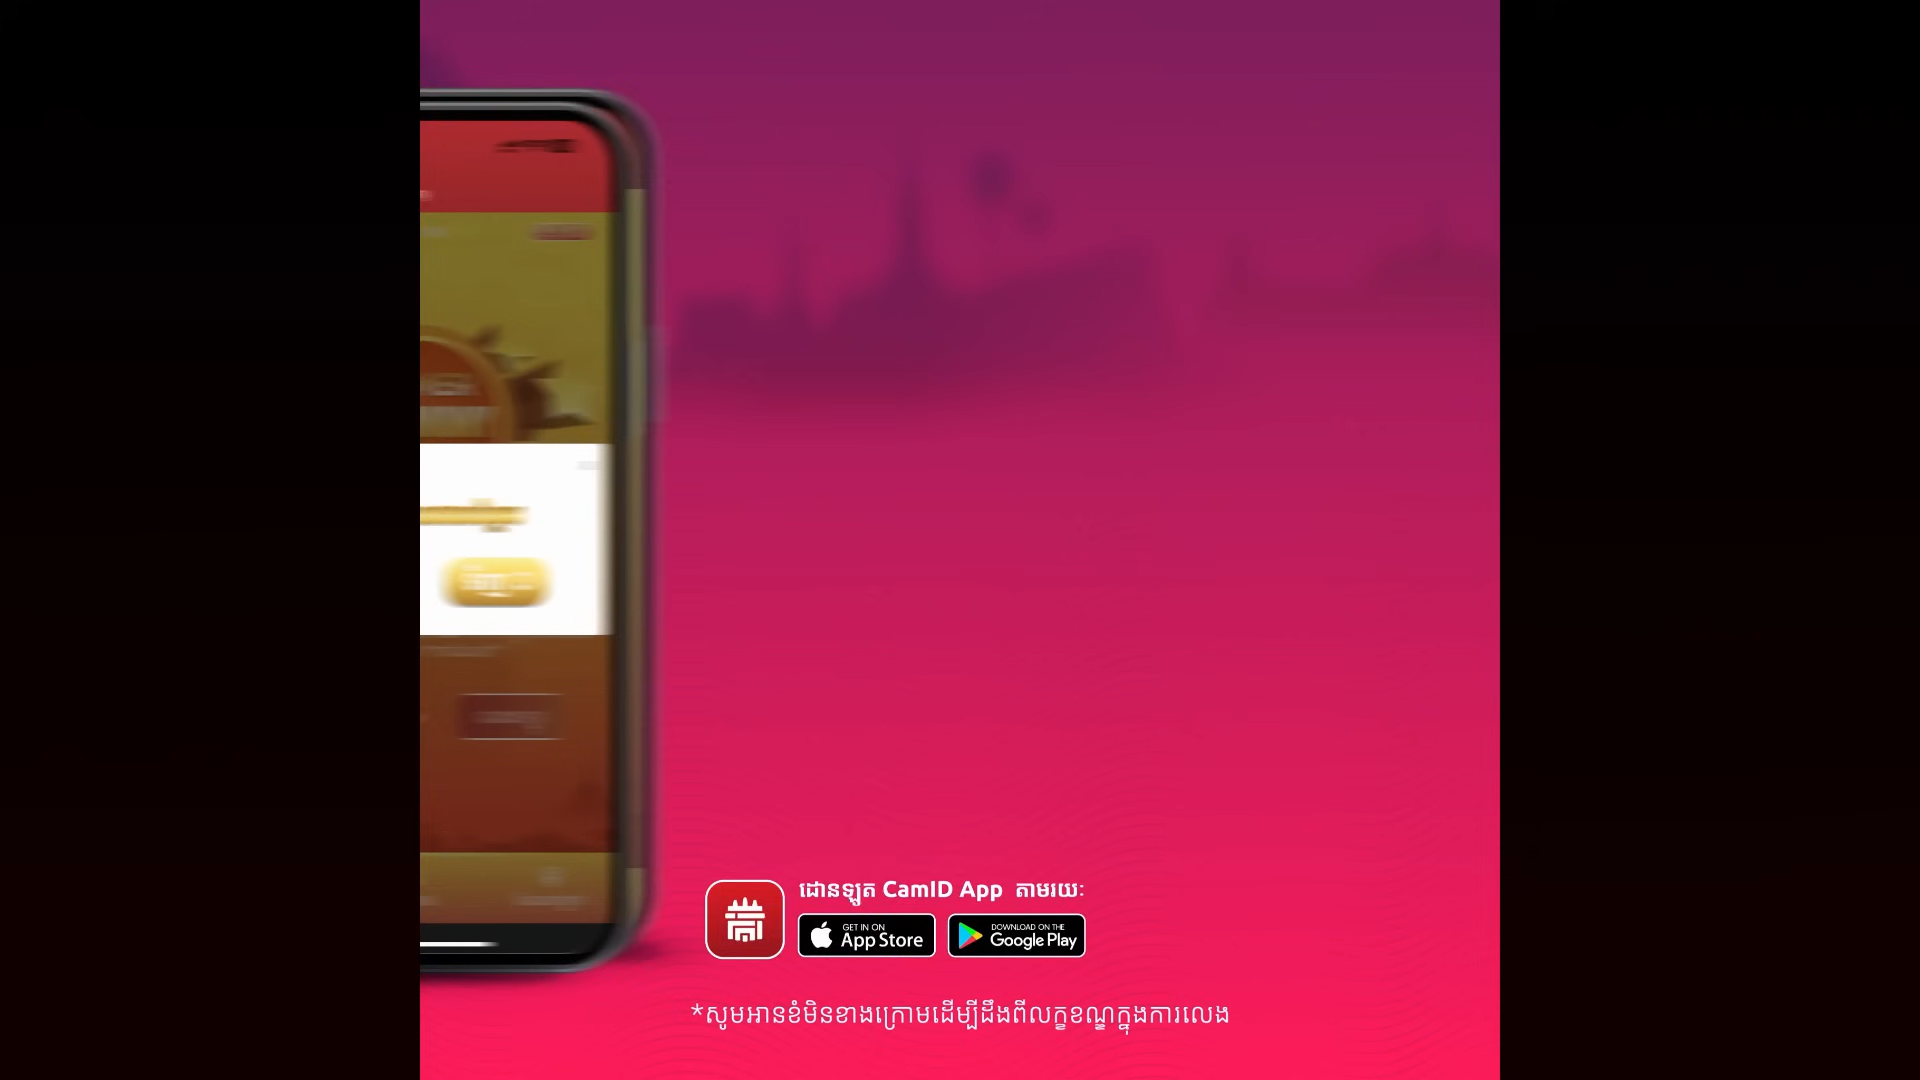 ដោនឡូត CamID App តាមរយៈ
GET IN ON
App Store
DOWNLOAD ON THE
Google Play
*សូមអានខំមិនខាងក្រោមដើម្បីដឹងពីលក្ខខណ្ឌក្នុងការលេង